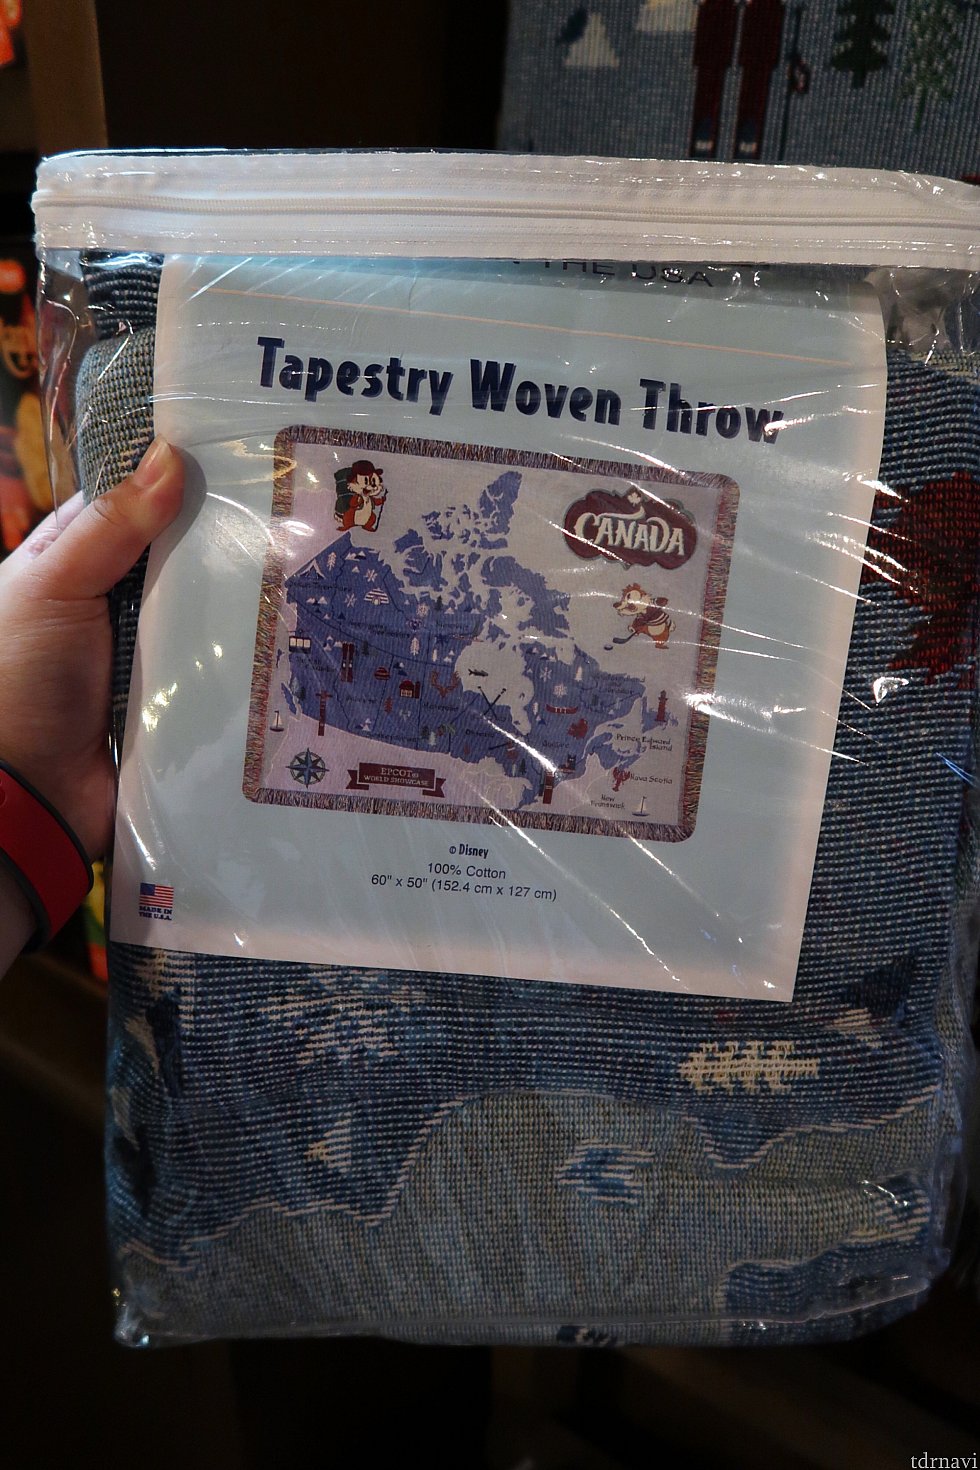 THE USA
Tapestry Woven Throw
CANADA
EPCOT®
WORLD SHOWCASE
Prince Edward
Island
Nova Scotia
New
Brunswick
© Disney
100% Cotton
60" x 50" (152.4 cm x 127 cm)
MADE IN
THE U.S.A.
tdrnavi